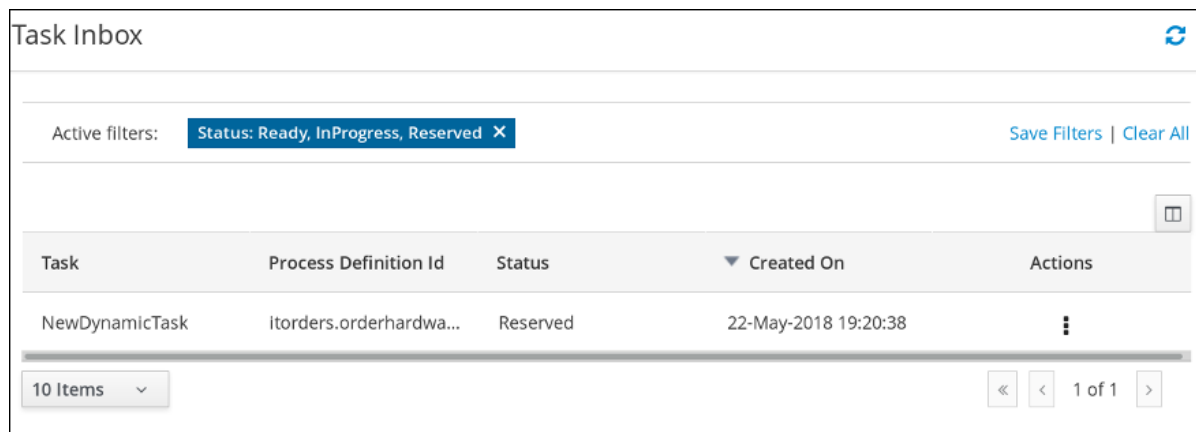 Task Inbox
Active filters: Status: Ready, InProgress, Reserved × Save Filters | Clear All
Task Process Definition Id Status Created On Actions
NewDynamicTask itorders.orderhardwa... Reserved 22-May-2018 19:20:38
10 Items « < 1 of 1 >